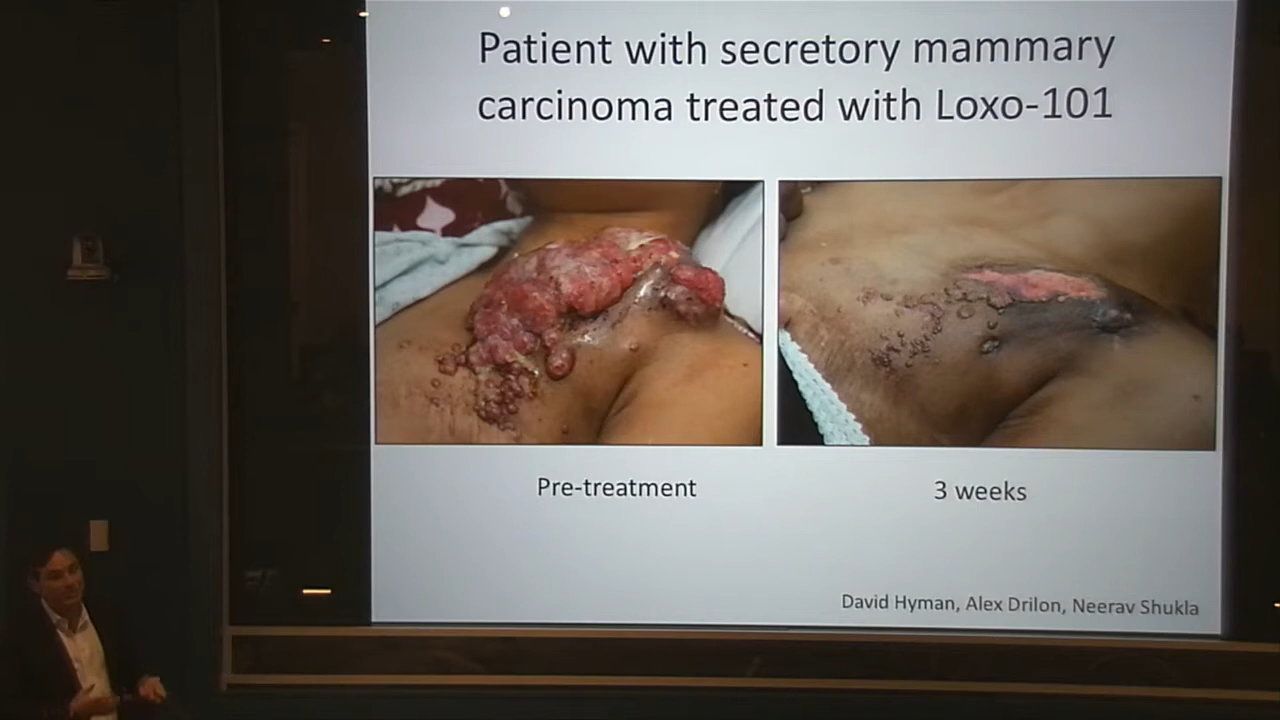 Patient with secretory mammary
carcinoma treated with Loxo-101
Pre-treatment
3 weeks
David Hyman, Alex Drilon, Neerav Shukla